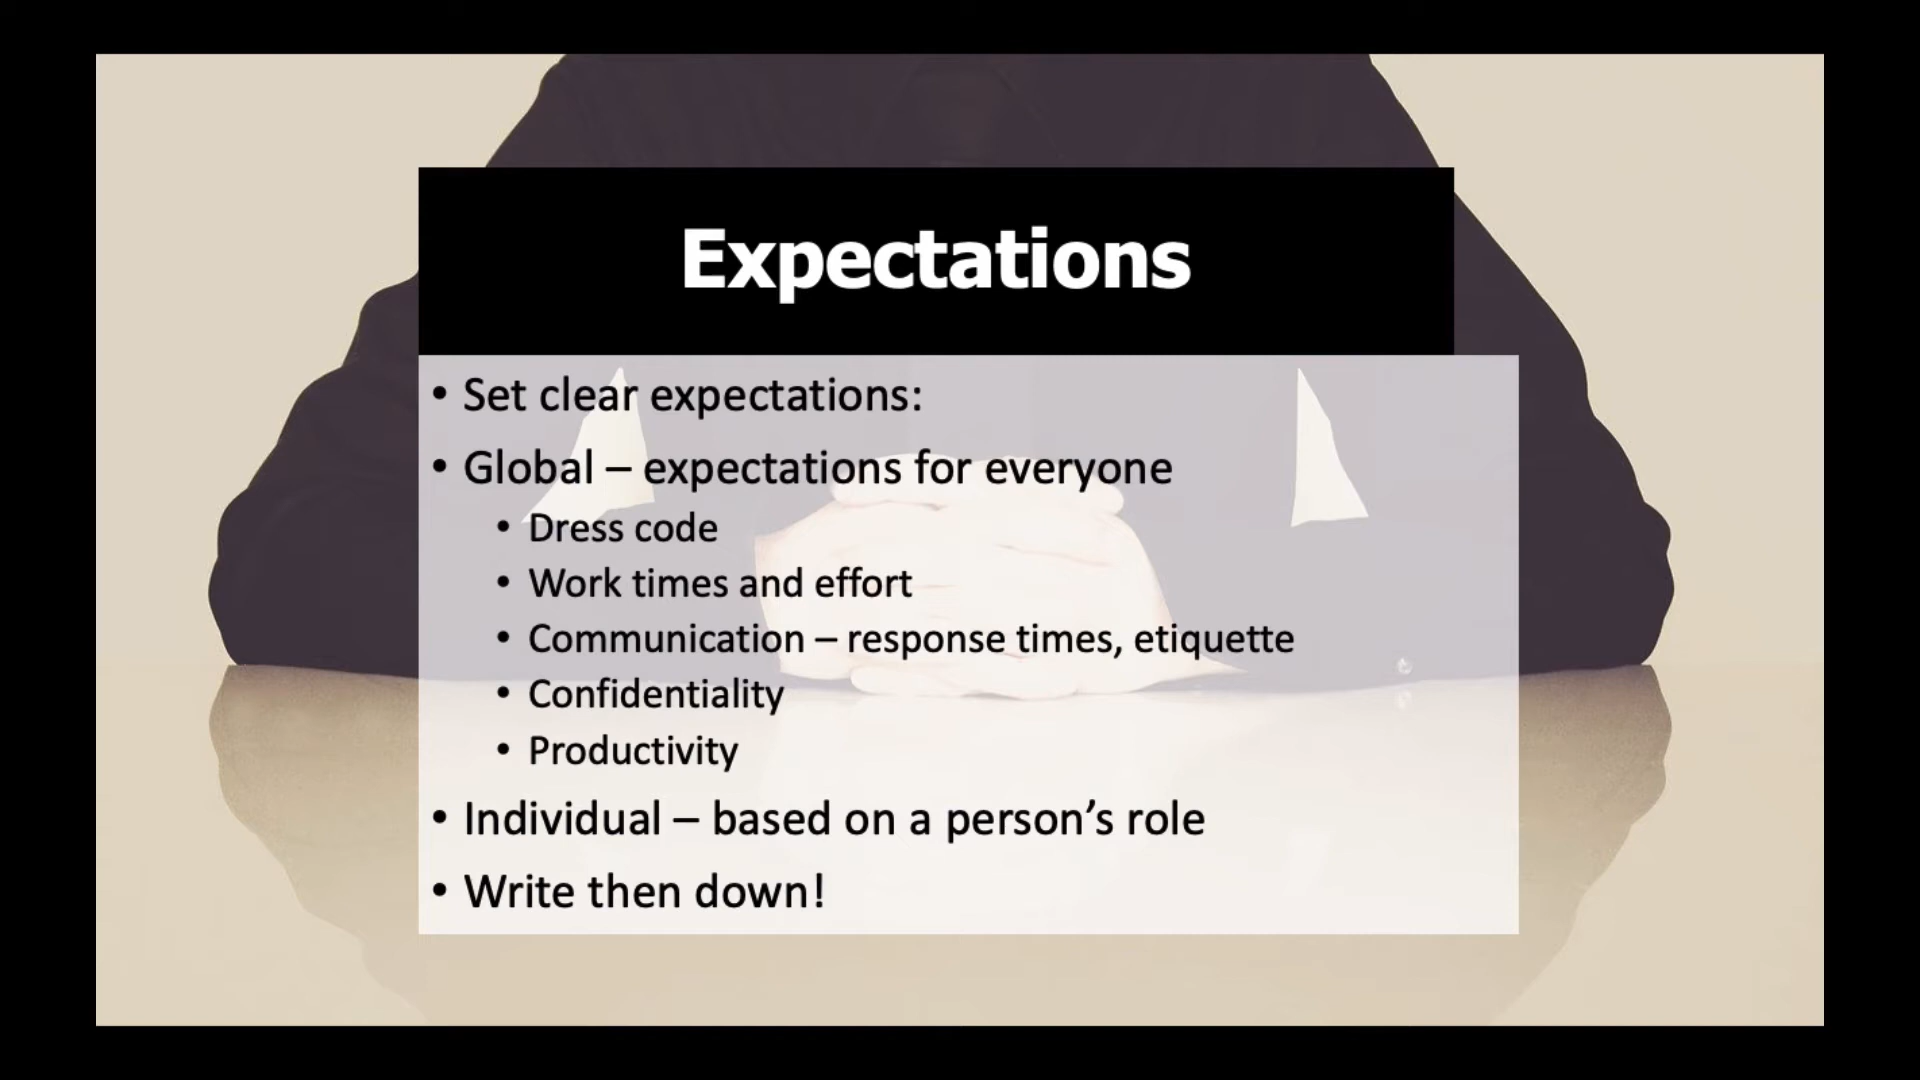 Expectations
• Set clear expectations:
• Global – expectations for everyone
• Dress code
• Work times and effort
• Communication – response times, etiquette
• Confidentiality
• Productivity
• Individual – based on a person’s role
• Write then down!